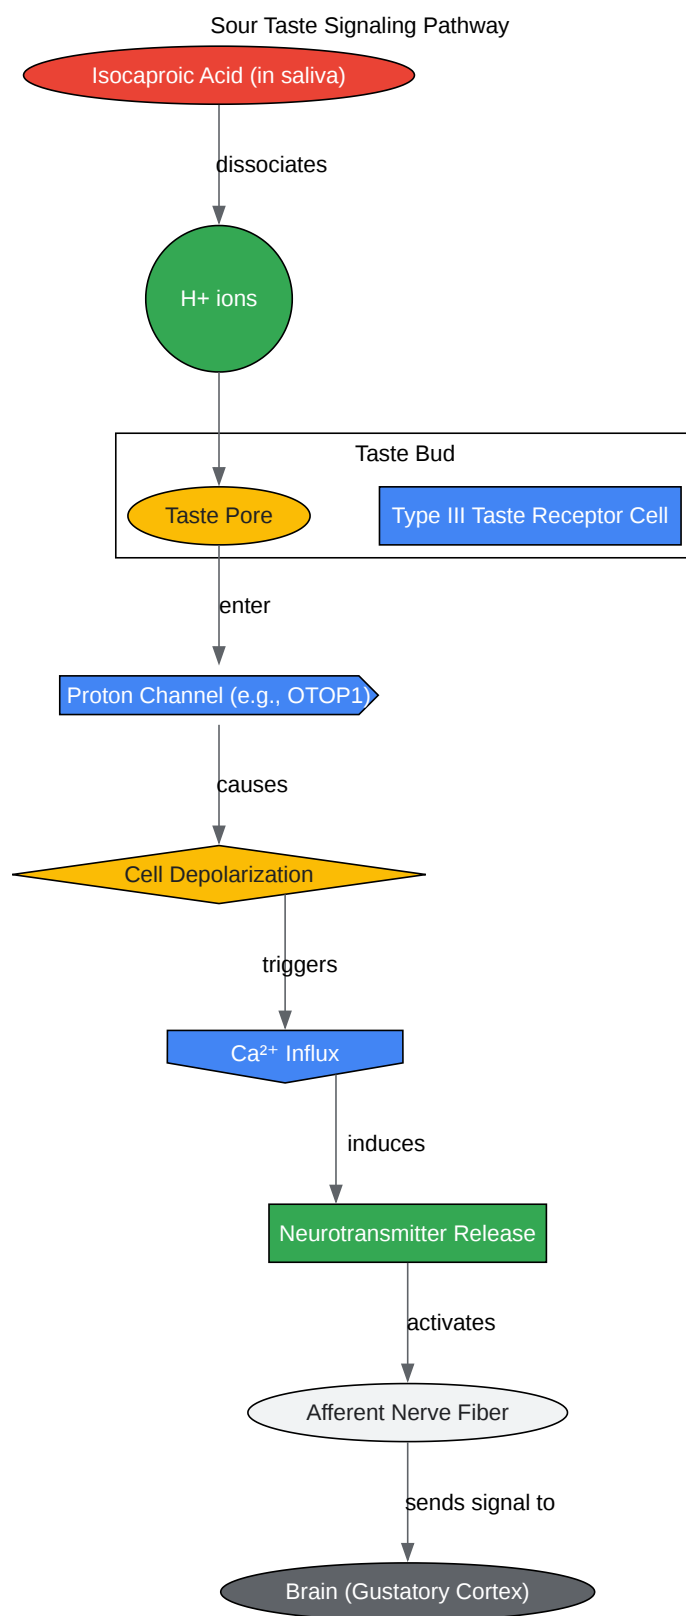 Sour Taste Signaling Pathway
Isocaproic Acid (in saliva)
dissociates
H+ ions
Taste Bud
Taste Pore
Type III Taste Receptor Cell
enter
Proton Channel (e.g., OTOP1)
causes
Cell Depolarization
triggers
Ca²⁺ Influx
induces
Neurotransmitter Release
activates
Afferent Nerve Fiber
sends signal to
Brain (Gustatory Cortex)